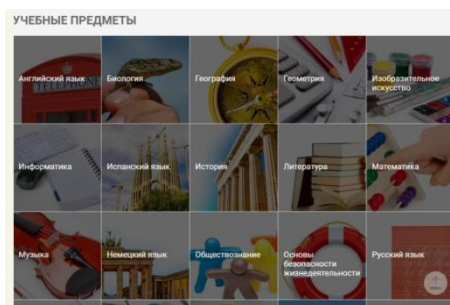 УЧЕБНЫЕ ПРЕДМЕТЫ
Английский язык
Биология
География
Геометрия
Изобразительное
искусство
Информатика
Испанский язык
История
Литература
Математика
Музыка
Немецкий язык
Обществознание
Основы
безопасности
жизнедеятельности
Русский язык